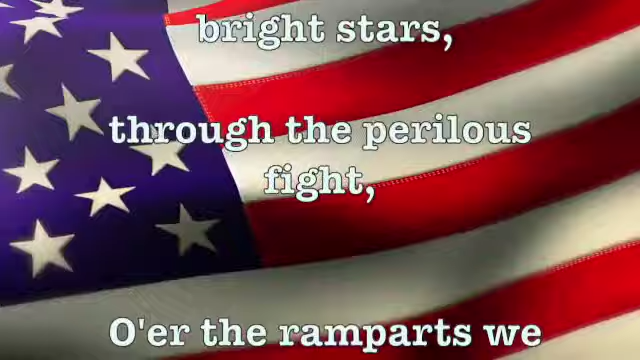 bright stars,
through the perilous
fight,
O'er the ramparts we